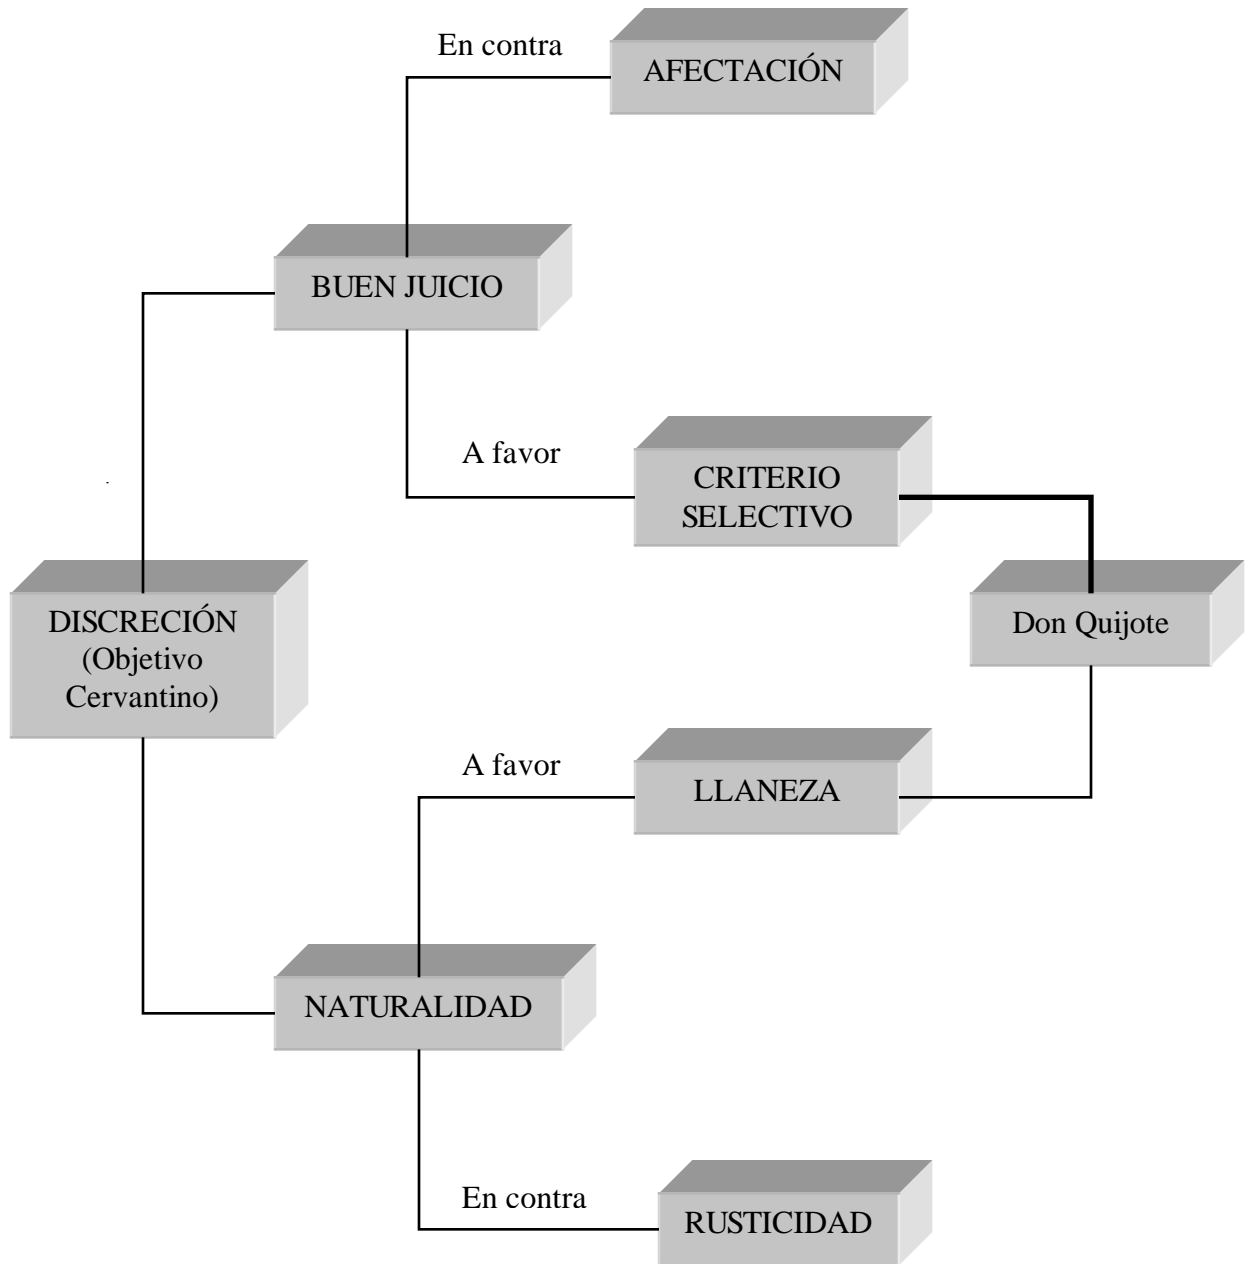 En contra
AFECTACIÓN
BUEN JUICIO
A favor
CRITERIO
SELECTIVO
DISCRECIÓN
(Objetivo
Cervantino)
Don Quijote
A favor
LLANEZA
NATURALIDAD
En contra
RUSTICIDAD